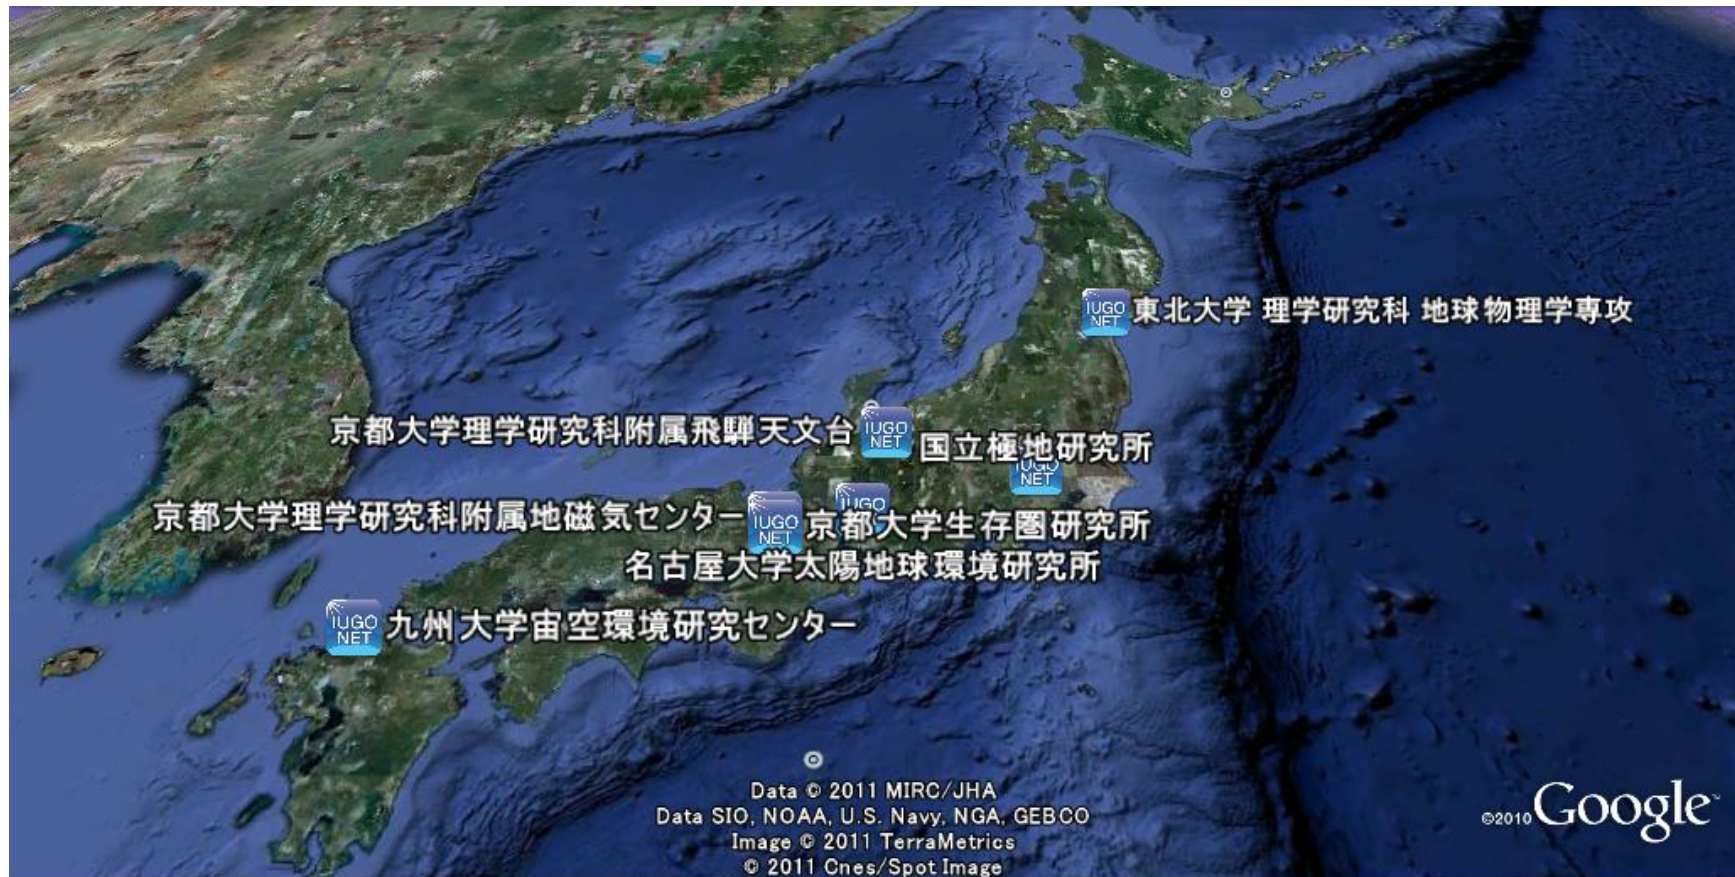 IUGO
NET
東北大学 理学研究科 地球物理学専攻
京都大学理学研究科附属飛騨天文台
IUGO
NET
国立極地研究所
IUGO
NET
京都大学理学研究科附属地磁気センター
IUGO
NET
IUGO
京都大学生存圏研究所
名古屋大学太陽地球環境研究所
IUGO
NET
九州大学宙空環境研究センター
Data © 2011 MIRC/JHA
Data SIO, NOAA, U.S. Navy, NGA, GEBCO
Image © 2011 TerraMetrics
© 2011 Cnes/Spot Image
©2010 Google™